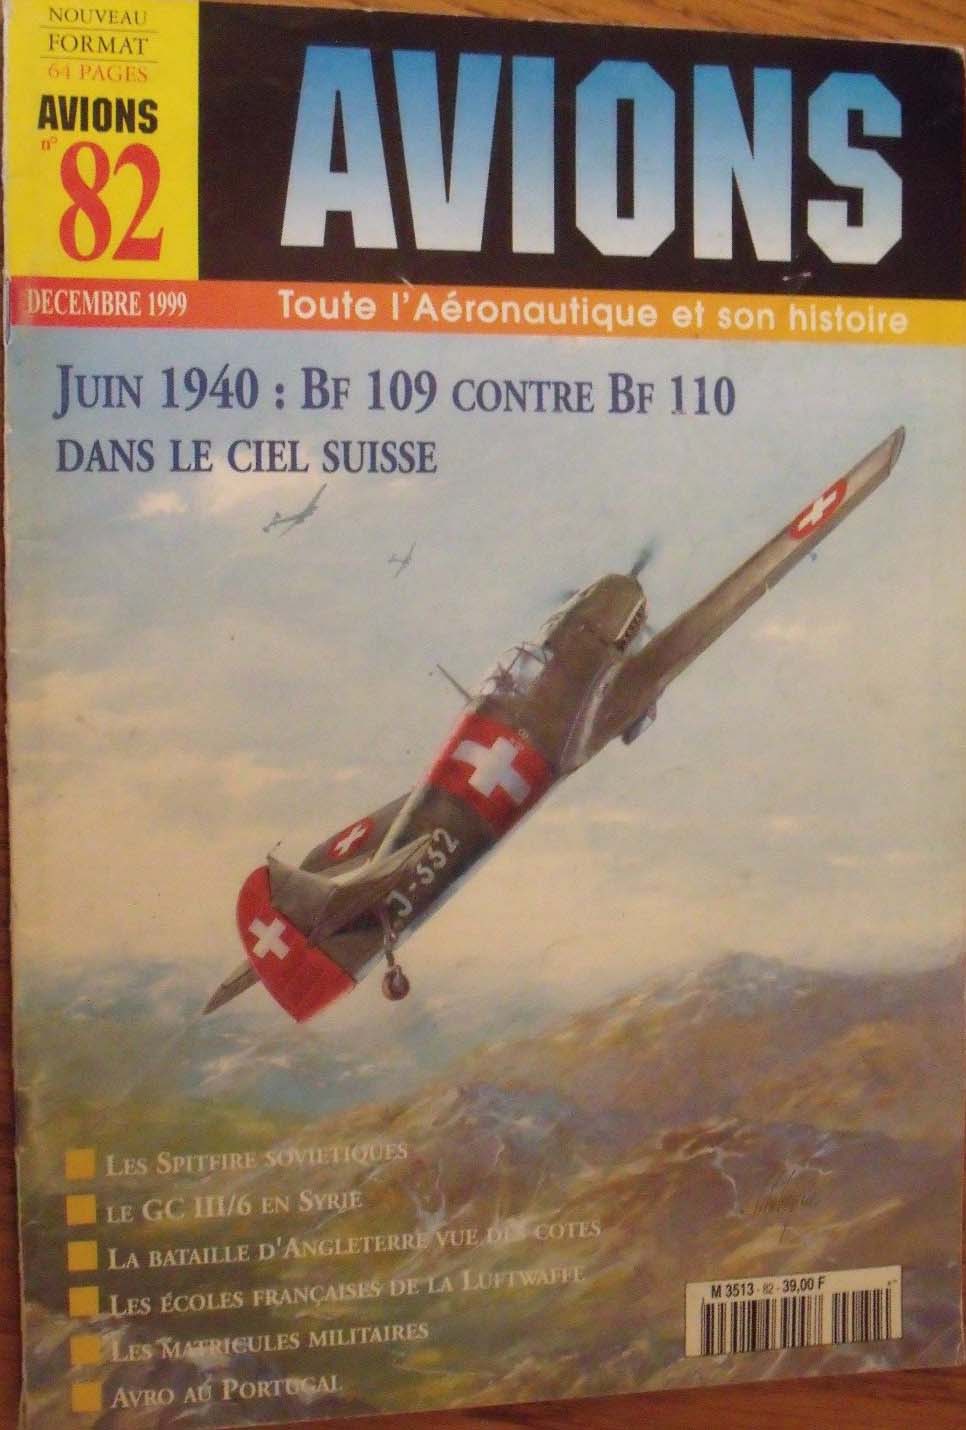 NOUVEAU
FORMAT
64 PAGES
AVIONS
n°
82
AVIONS
DECEMBRE 1999
Toute l'Aéronautique et son histoire
JUIN 1940 : BF 109 CONTRE BF 110
DANS LE CIEL SUISSE
J-332
LES SPITFIRE SOVIETIQUES
LE GC III/6 EN SYRIE
LA BATAILLE D'ANGLETERRE VUE DES COTES
LES ÉCOLES FRANÇAISES DE LA LUFTWAFFE
LES MATRICULES MILITAIRES
AVRO AU PORTUGAL
M 3513 - 82 - 39,00 F